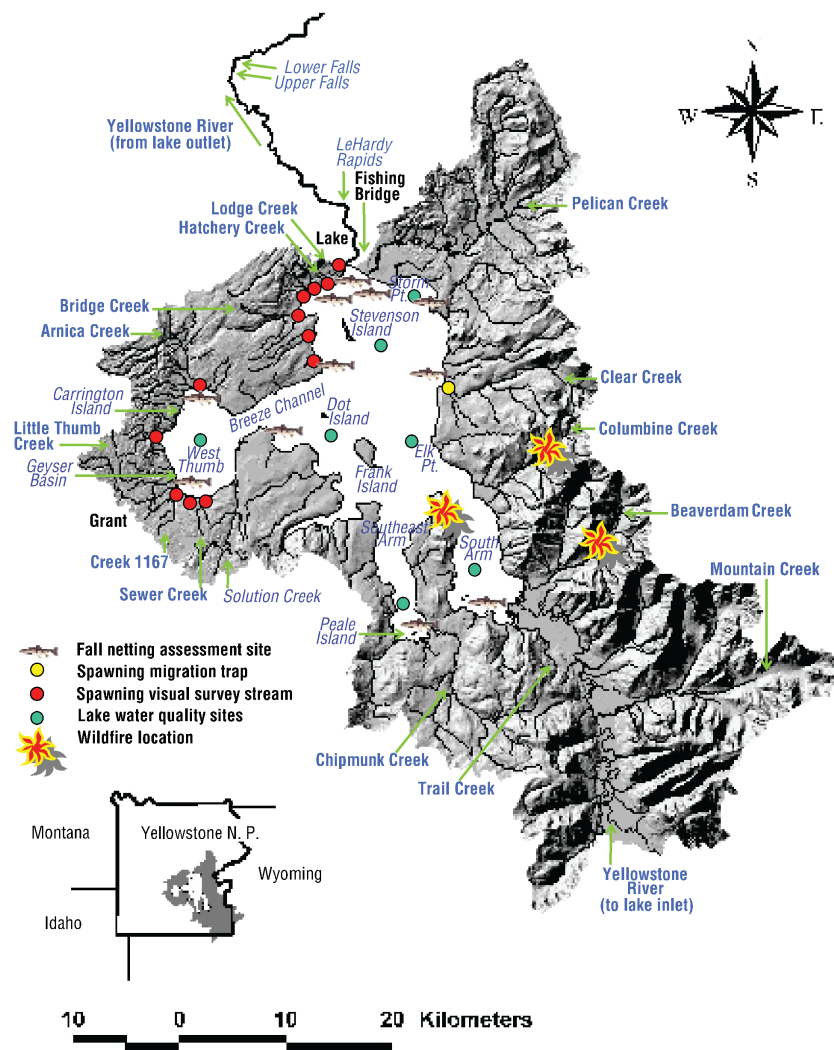 Lower Falls
Upper Falls
Yellowstone River
(from lake outlet)
LeHardy
Rapids
Fishing
Bridge
W
E
S
Lodge Creek
Hatchery Creek
Lake
Pelican Creek
Storm
Pt.
Bridge Creek
Stevenson
Island
Arnica Creek
Clear Creek
Carrington
Island
Breeze Channel
Dot
Island
Little Thumb
Creek
Columbine Creek
West
Thumb
Elk
Pt.
Geyser
Basin
Frank
Island
Grant
Beaverdam Creek
Southeast
Arm
South
Arm
Creek 1167
Mountain Creek
Sewer Creek
Solution Creek
Peale
Island
Fall netting assessment site
Spawning migration trap
Spawning visual survey stream
Lake water quality sites
Wildfire location
Chipmunk Creek
Trail Creek
Montana
Yellowstone N. P.
Wyoming
Idaho
Yellowstone
River
(to lake inlet)
10 0 10 20 Kilometers